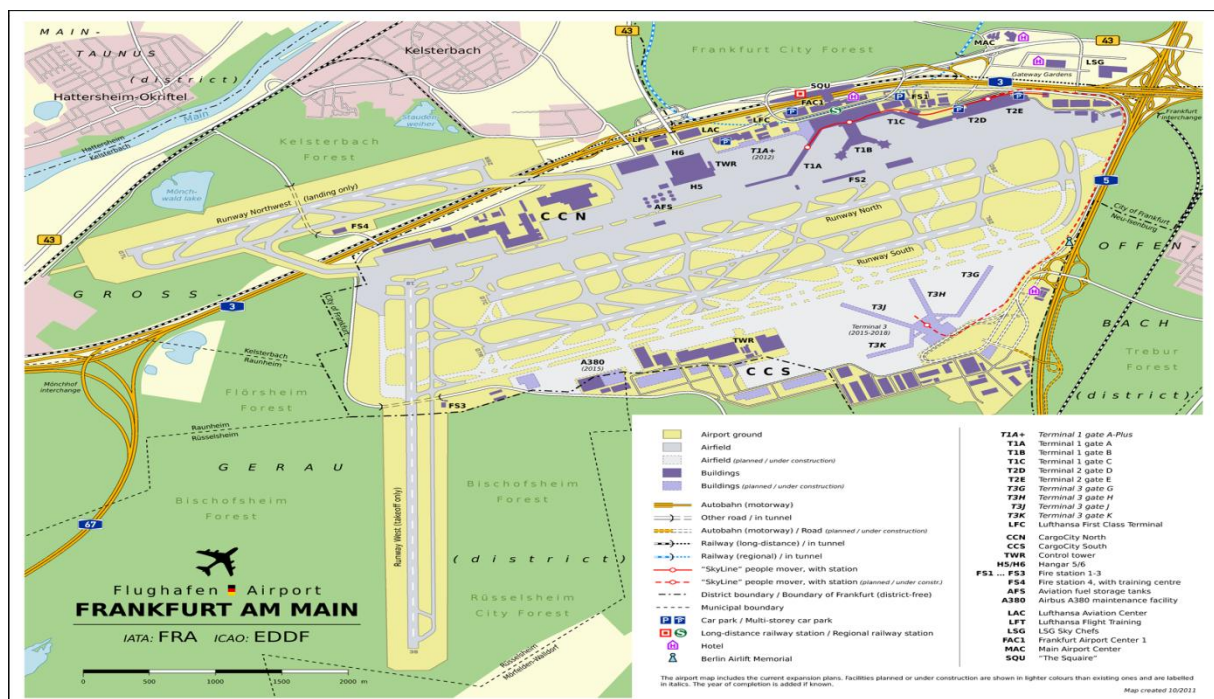 MAIN-
TAUNUS
(district)
Hattersheim-Okriftel
Main
Hattersheim
Kelsterbach
Kelsterbach
Staudenweiher
Kelsterbach
Forest
Mönch-
wald lake
43
43
43
3
Frankfurt City Forest
MAC
LSG
Gateway Gardens
Frankfurt
interchange
SQU
FAC1
FS1
LFC
LAC
LFT
H6
TWR
H5
AFS
T1A+
(2012)
T1A
T1B
T1C
T2D
T2E
FS2
5
City of Frankfurt
Neu-Isenburg
Runway Northwest (landing only)
FS4
CCN
Runway North
Runway South
T3G
T3H
T3J
T3K
Terminal 3
(2015-2018)
OFFEN-
BACH
(district)
Trebur
Forest
GROSS-
3
City of Frankfurt
Kelsterbach
Raunheim
Mönchhof
interchange
Flörsheim
Forest
Raunheim
Rüsselsheim
GERAU
Bischofsheim
Forest
67
A380
(2015)
TWR
CCS
FS3
Runway West (takeoff only)
Bischofsheim
Forest
(district)
Rüsselsheim
City Forest
Rüsselsheim
Mörfelden-Walldorf
Flughafen Airport
FRANKFURT AM MAIN
IATA: FRA ICAO: EDDF
0 500 1000 1500 2000 m
Airport ground
Airfield
Airfield (planned / under construction)
Buildings
Buildings (planned / under construction)
Autobahn (motorway)
Other road / in tunnel
Autobahn (motorway) / Road (planned / under construction)
Railway (long-distance) / in tunnel
Railway (regional) / in tunnel
"SkyLine" people mover, with station
"SkyLine" people mover, with station (planned / under constr.)
District boundary / Boundary of Frankfurt (district-free)
Municipal boundary
P P Car park / Multi-storey car park
S Long-distance railway station / Regional railway station
H Hotel
Berlin Airlift Memorial
T1A+ Terminal 1 gate A-Plus
T1A Terminal 1 gate A
T1B Terminal 1 gate B
T1C Terminal 1 gate C
T2D Terminal 2 gate D
T2E Terminal 2 gate E
T3G Terminal 3 gate G
T3H Terminal 3 gate H
T3J Terminal 3 gate J
T3K Terminal 3 gate K
LFC Lufthansa First Class Terminal
CCN CargoCity North
CCS CargoCity South
TWR Control tower
H5/H6 Hangar 5/6
FS1 ... FS3 Fire station 1-3
FS4 Fire station 4, with training centre
AFS Aviation fuel storage tanks
A380 Airbus A380 maintenance facility
LAC Lufthansa Aviation Center
LFT Lufthansa Flight Training
LSG LSG Sky Chefs
FAC1 Frankfurt Airport Center 1
MAC Main Airport Center
SQU "The Squaire"
The airport map includes the current expansion plans. Facilities planned or under construction are shown in lighter colours than existing ones and are labelled
in italics. The year of completion is added if known.
Map created 10/2011